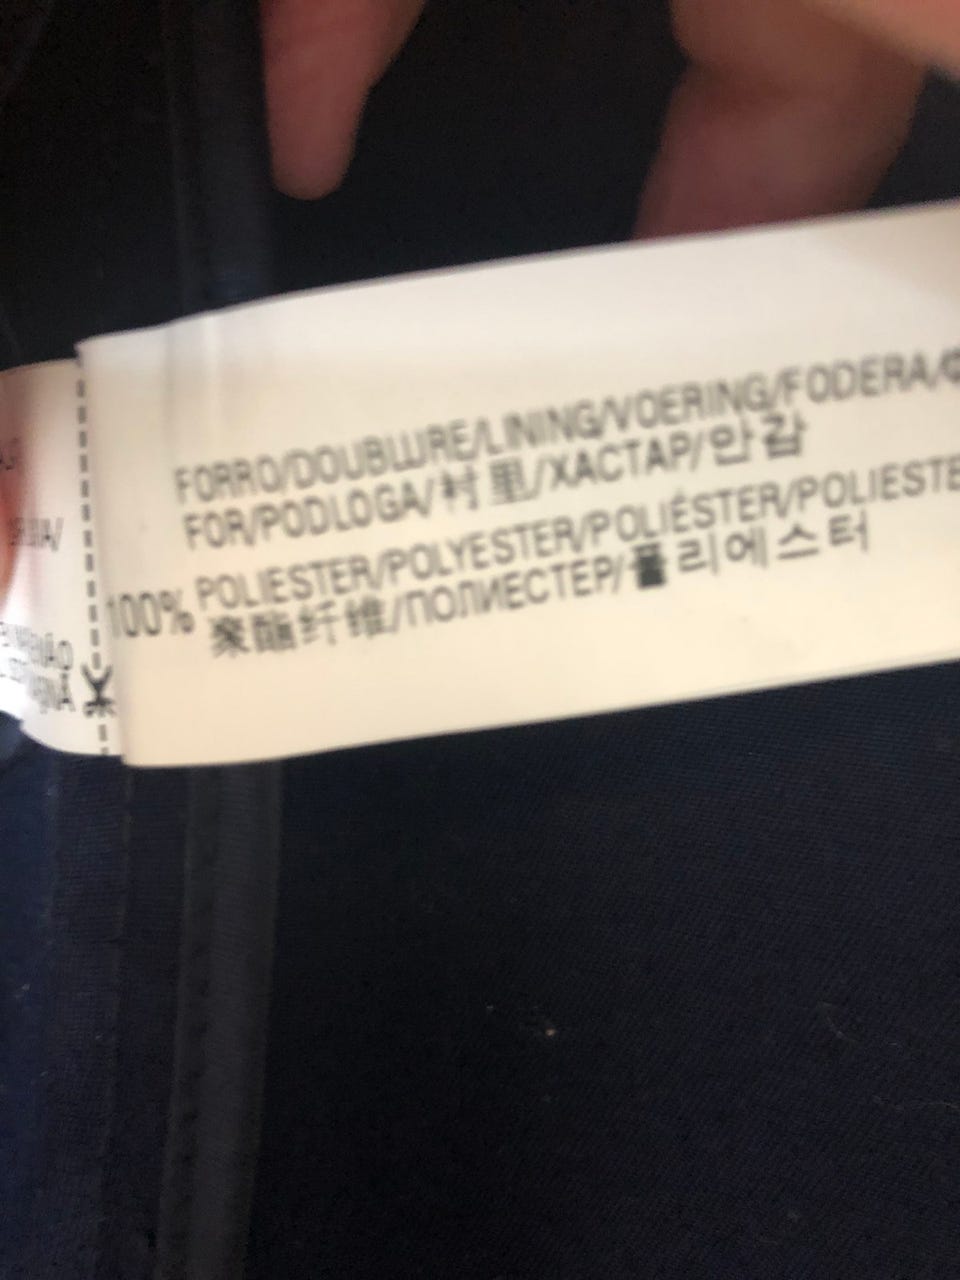 FORRO/DOUBLURE/LINING/VOERING/FODERA/
FOR/PODLOGA/衬里/ХАСТАР/안감
100% POLIESTER/POLYESTER/POLIÉSTER/POLIESTE
聚酯纤维/ПОЛИЕСТЕР/폴리에스터